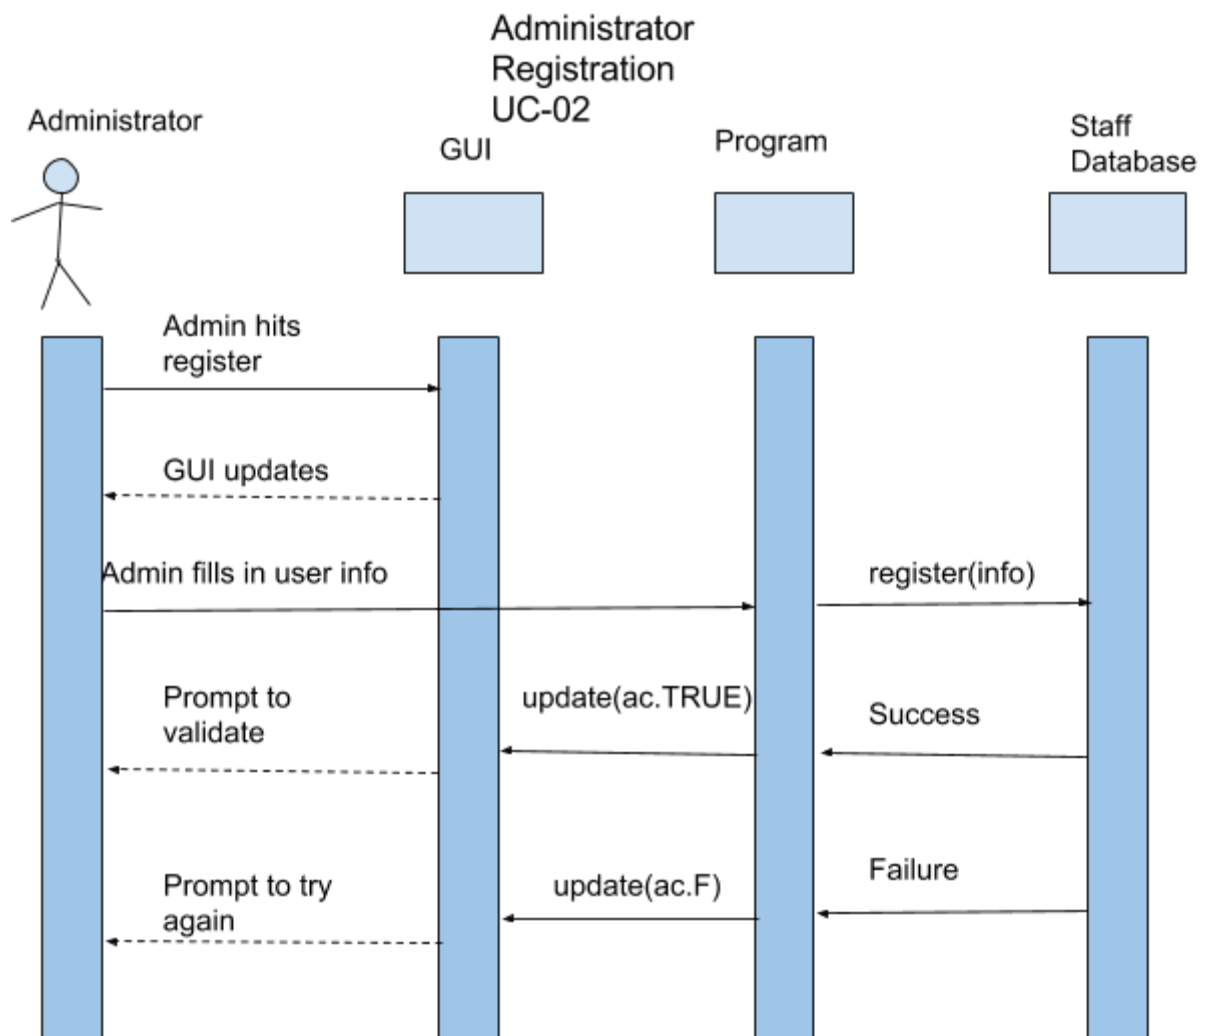 Administrator
Registration
UC-02
Administrator
GUI
Program
Staff
Database
Admin hits
register
GUI updates
Admin fills in user info
register(info)
Prompt to
validate
update(ac.TRUE)
Success
Prompt to try
again
update(ac.F)
Failure